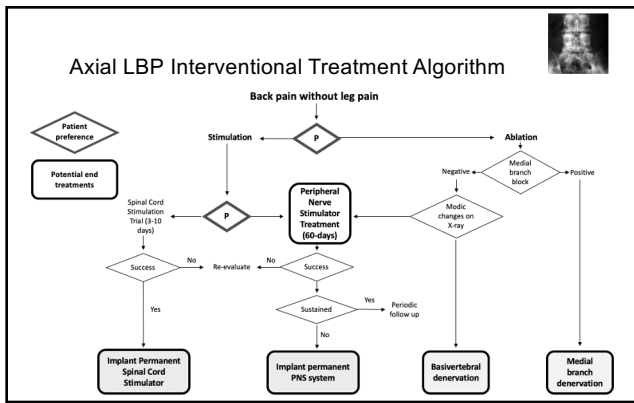 Axial LBP Interventional Treatment Algorithm
Back pain without leg pain
Patient
preference
Potential end
treatments
Stimulation
P
Ablation
Medial
branch
block
Negative
Positive
Spinal Cord
Stimulation
Trial (3-10
days)
P
Peripheral
Nerve
Stimulator
Treatment
(60-days)
Modic
changes on
X-ray
Success
No
Re-evaluate
No
Success
Yes
Sustained
Yes
Periodic
follow up
No
Implant Permanent
Spinal Cord
Stimulator
Implant permanent
PNS system
Basivertebral
denervation
Medial
branch
denervation